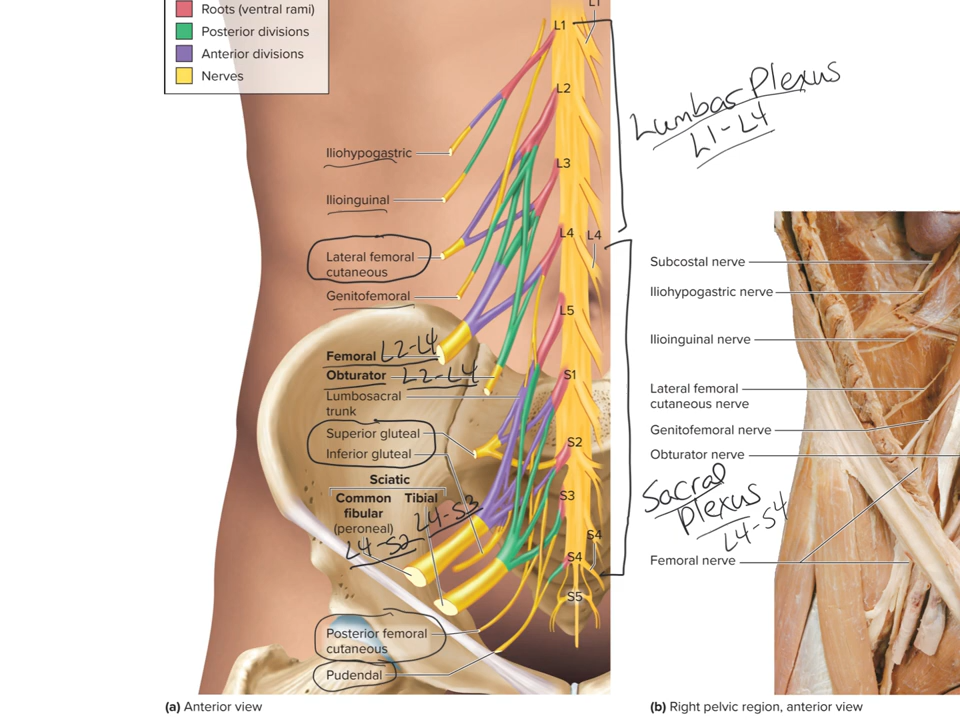 Roots (ventral rami)
Posterior divisions
Anterior divisions
Nerves
L1
L1
L2
L3
L4
L4
L5
S1
S2
S3
S4
S4
S5
Iliohypogastric
Ilioinguinal
Lateral femoral
cutaneous
Genitofemoral
Femoral L2-L4
Obturator L2-L4
Lumbosacral
trunk
Superior gluteal
Inferior gluteal
Sciatic
Common Tibial
fibular L4-S3
(peroneal)
L4-S2
Posterior femoral
cutaneous
Pudendal
(a) Anterior view
Lumbar Plexus
L1-L4
Sacral
Plexus
L4-S4
Subcostal nerve
Iliohypogastric nerve
Ilioinguinal nerve
Lateral femoral
cutaneous nerve
Genitofemoral nerve
Obturator nerve
Femoral nerve
(b) Right pelvic region, anterior view